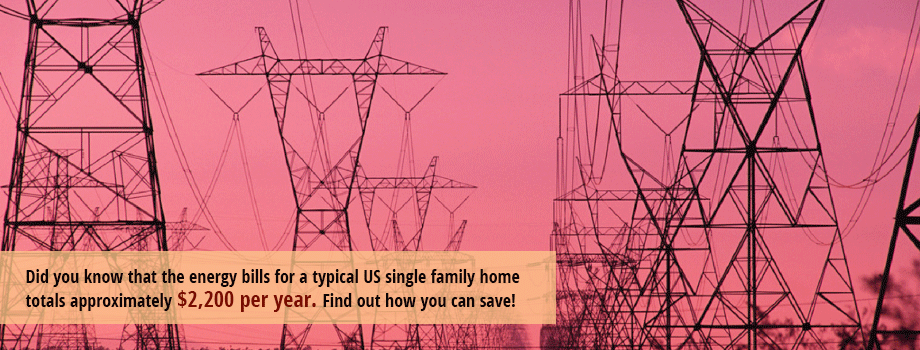 Did you know that the energy bills for a typical US single family home
totals approximately $2,200 per year. Find out how you can save!